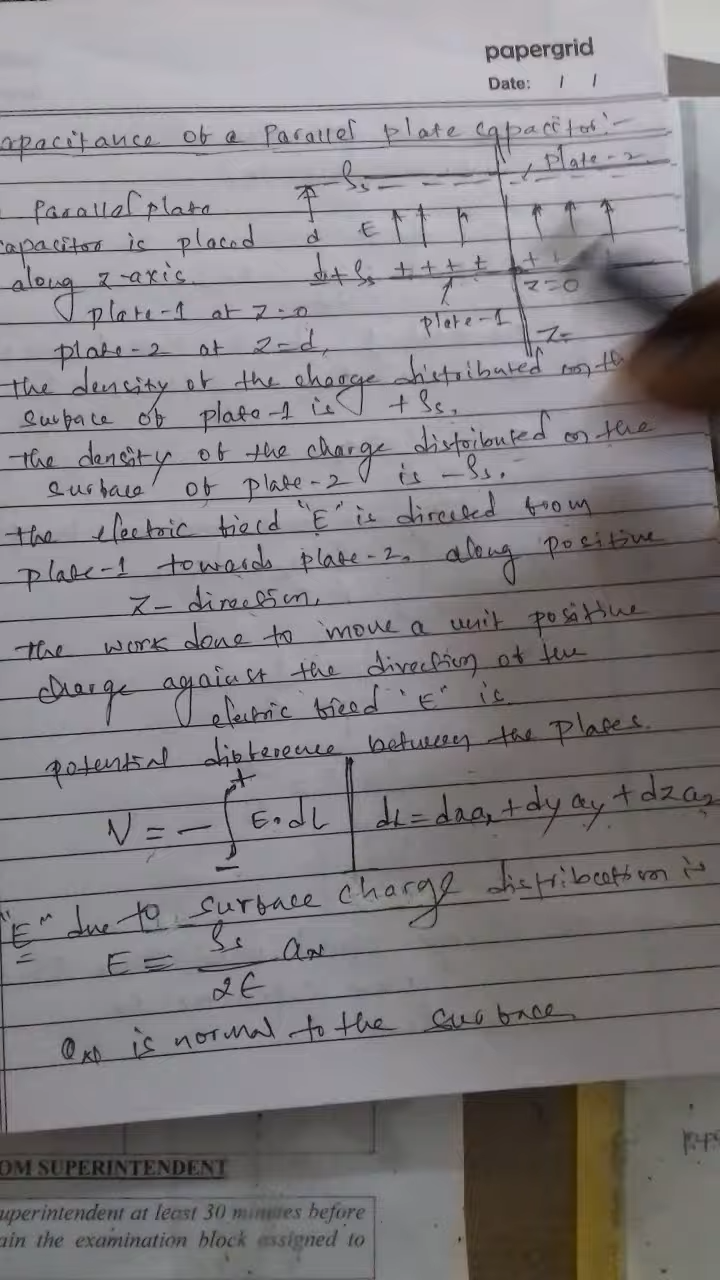 papergrid
Date: / /
apacitance of a Parallel plate capacitor:-
ρs - - - - Plate-2
Parallel plate
capacitor is placed d E
along z-axis. + ρs + + + + + +
z=0
plate-1 at z=0 plate-1
plate-2 at z=d, z=
the density of the charge distributed on th
surface of plate-1 is +ρs.
the density of the charge distributed on the
surface of plate-2 is -ρs.
the electric field "E" is directed from
plate-1 towards plate-2, along positive
z-direction.
the work done to move a unit positive
charge against the direction of the
electric field "E" is
potential difference between the plates.
V = - ∫₋⁺ E·dL | dL = dx ax + dy ay + dz az
"E" due to surface charge distribution is
E = ρs/2ε aN
aN is normal to the surface
OM SUPERINTENDENT
uperintendent at least 30 minutes before
ain the examination block assigned to